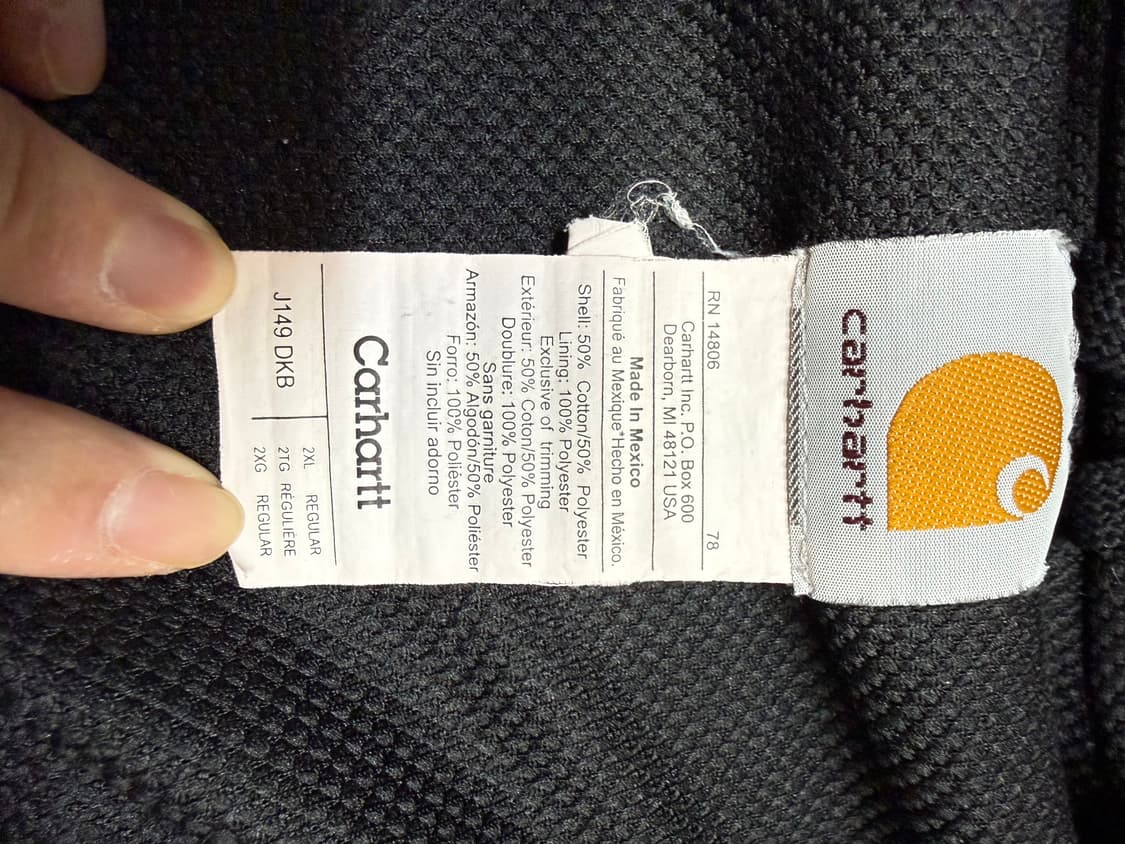 carhartt
RN 14806 78
Carhartt Inc, P.O. Box 600
Dearborn, MI 48121 USA
Made In Mexico
Fabriqué au Mexique*Hecho en México.
Shell: 50% Cotton/50% Polyester
Lining: 100% Polyester
Exclusive of trimming
Extérieur: 50% Coton/50% Polyester
Doublure: 100% Polyester
Sans garniture
Armazón: 50% Algodón/50% Poliéster
Forro: 100% Poliéster
Sin incluir adorno
Carhartt
J149 DKB
2XL REGULAR
2TG RÉGULIÈRE
2XG REGULAR